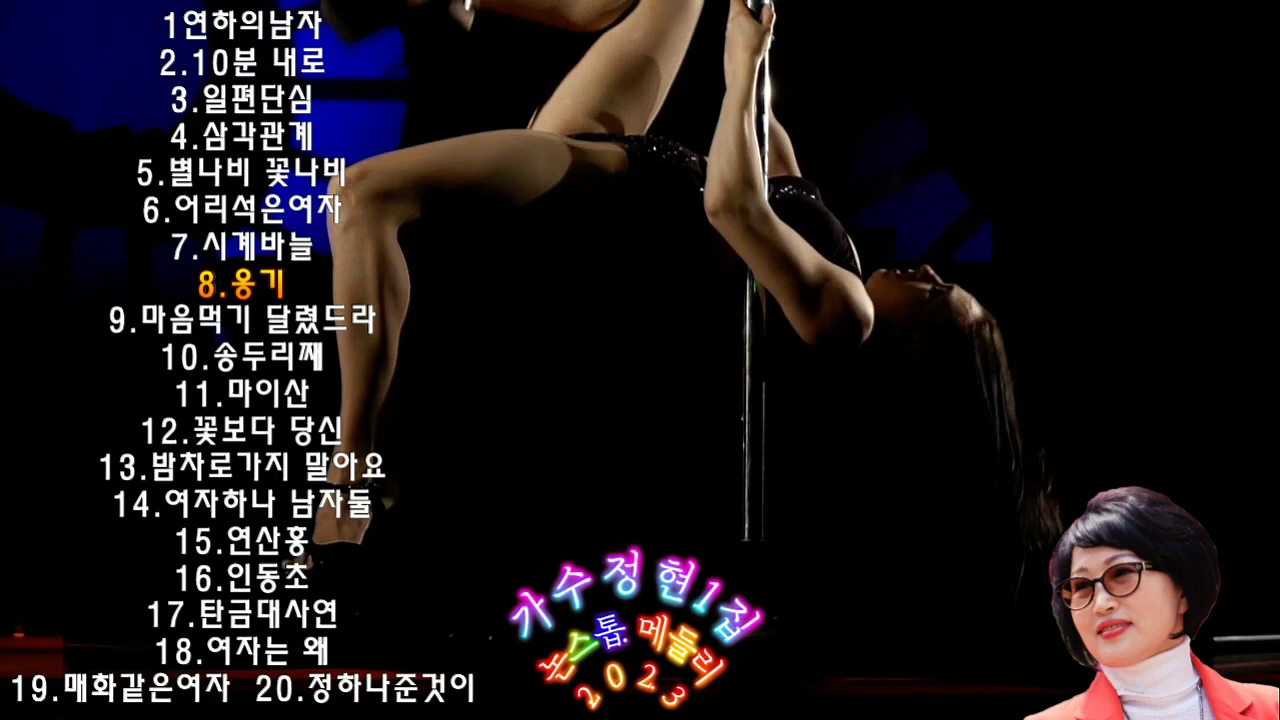 1연하의남자
2.10분 내로
3.일편단심
4.삼각관계
5.별나비 꽃나비
6.어리석은여자
7.시계바늘
8.옹기
9.마음먹기 달렸드라
10.송두리째
11.마이산
12.꽃보다 당신
13.밤차로가지 말아요
14.여자하나 남자둘
15.연산홍
16.인동초
17.탄금대사연
18.여자는 왜
19.매화같은여자 20.정하나준것이
가수정현1집
논스톱 메들리
2023